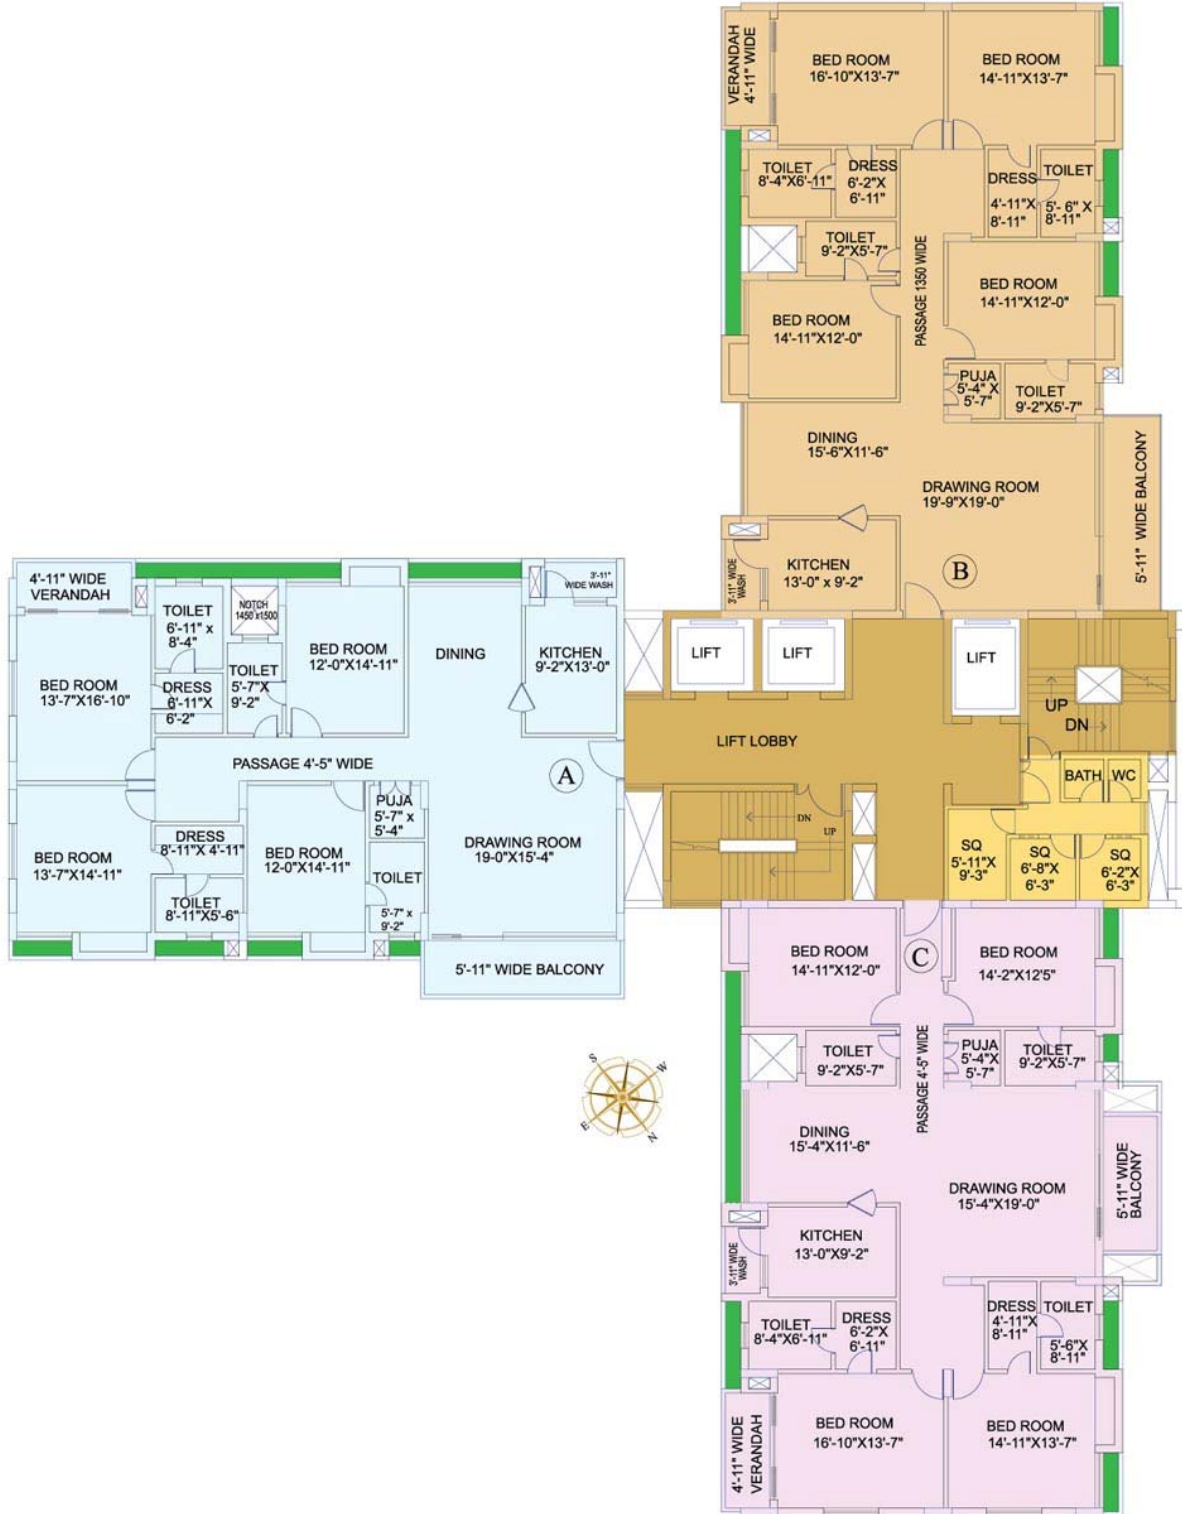 VERANDAH
4'-11" WIDE
BED ROOM
16'-10"X13'-7"
BED ROOM
14'-11"X13'-7"
TOILET
8'-4"X6'-11"
DRESS
6'-2"X
6'-11"
DRESS
4'-11"X
8'-11"
TOILET
5'- 6" X
8'-11"
TOILET
9'-2"X5'-7"
PASSAGE 1350 WIDE
BED ROOM
14'-11"X12'-0"
BED ROOM
14'-11"X12'-0"
PUJA
5'-4" X
5'-7"
TOILET
9'-2"X5'-7"
DINING
15'-6"X11'-6"
DRAWING ROOM
19'-9"X19'-0"
5'-11" WIDE BALCONY
KITCHEN
13'-0" x 9'-2"
3'-11" WIDE
WASH
B
4'-11" WIDE
VERANDAH
TOILET
6'-11" x
8'-4"
NOTCH
1450 x1500
3'-11"
WIDE WASH
BED ROOM
12'-0"X14'-11"
DINING
KITCHEN
9'-2"X13'-0"
BED ROOM
13'-7"X16'-10"
DRESS
6'-11"X
6'-2"
TOILET
5'-7"X
9'-2"
PASSAGE 4'-5" WIDE
A
PUJA
5'-7" x
5'-4"
DRESS
8'-11"X 4'-11"
BED ROOM
13'-7"X14'-11"
BED ROOM
12-0"X14'-11"
DRAWING ROOM
19-0"X15'-4"
TOILET
5'-7" x
9'-2"
TOILET
8'-11"X5'-6"
5'-11" WIDE BALCONY
LIFT
LIFT
LIFT
UP
DN
LIFT LOBBY
DN
UP
BATH
WC
SQ
5'-11"X
9'-3"
SQ
6'-8"X
6'-3"
SQ
6'-2"X
6'-3"
BED ROOM
14'-11"X12'-0"
C
BED ROOM
14'-2"X12'5"
PASSAGE 4'-5" WIDE
TOILET
9'-2"X5'-7"
PUJA
5'-4"X
5'-7"
TOILET
9'-2"X5'-7"
S
W
E
N
DINING
15'-4"X11'-6"
DRAWING ROOM
15'-4"X19'-0"
5'-11" WIDE
BALCONY
KITCHEN
13'-0"X9'-2"
3'-11" WIDE
WASH
TOILET
8'-4"X6'-11"
DRESS
6'-2"X
6'-11"
DRESS
4'-11"X
8'-11"
TOILET
5'-6"X
8'-11"
4'-11" WIDE
VERANDAH
BED ROOM
16'-10"X13'-7"
BED ROOM
14'-11"X13'-7"